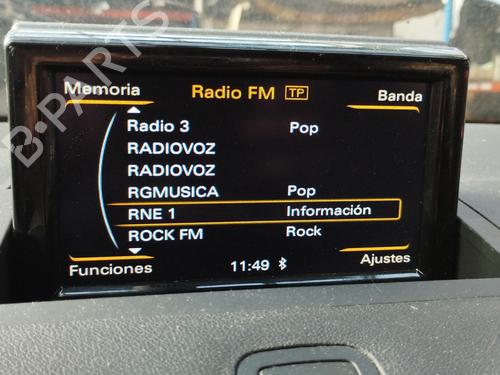 B-PARTS
Memoria Radio FM TP Banda
Radio 3 Pop
RADIOVOZ
RADIOVOZ
RGMUSICA Pop
RNE 1 Información
ROCK FM Rock
Funciones 11:49 Ajustes